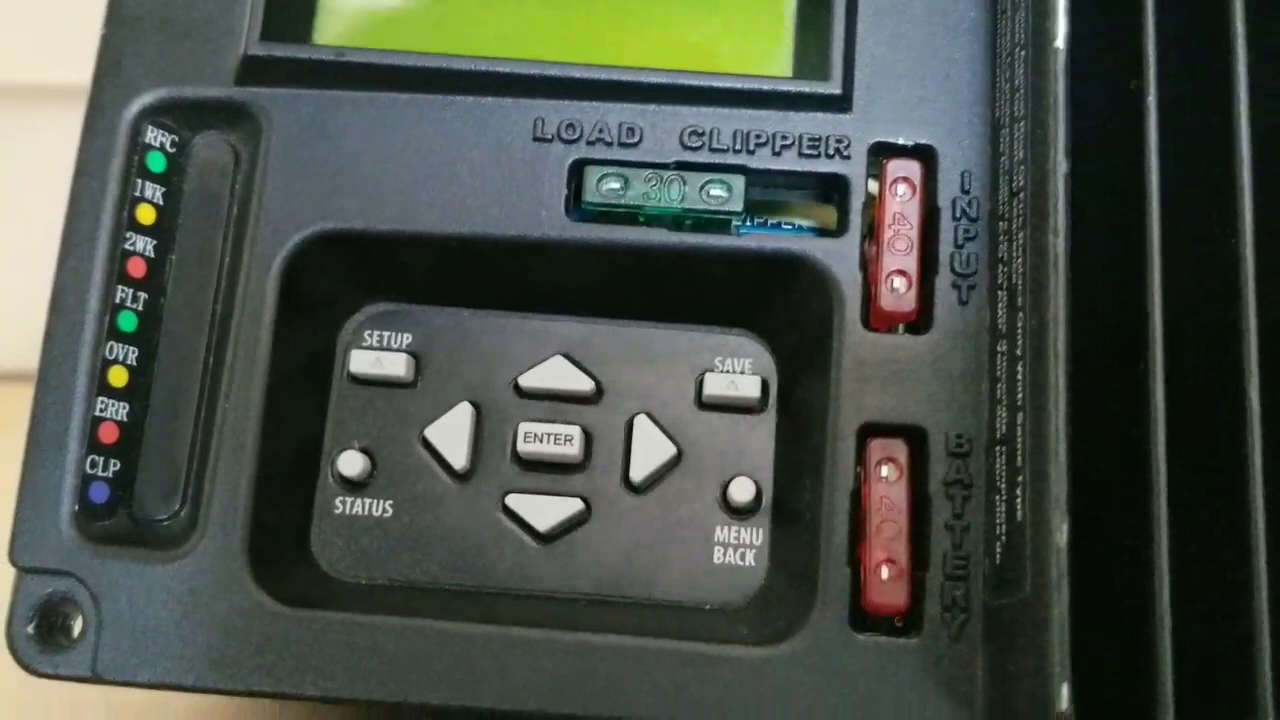 RFC
1WK
2WK
FLT
OVR
ERR
CLP
LOAD CLIPPER
30
INPUT
40
BATTERY
40
SETUP
SAVE
ENTER
STATUS
MENU
BACK